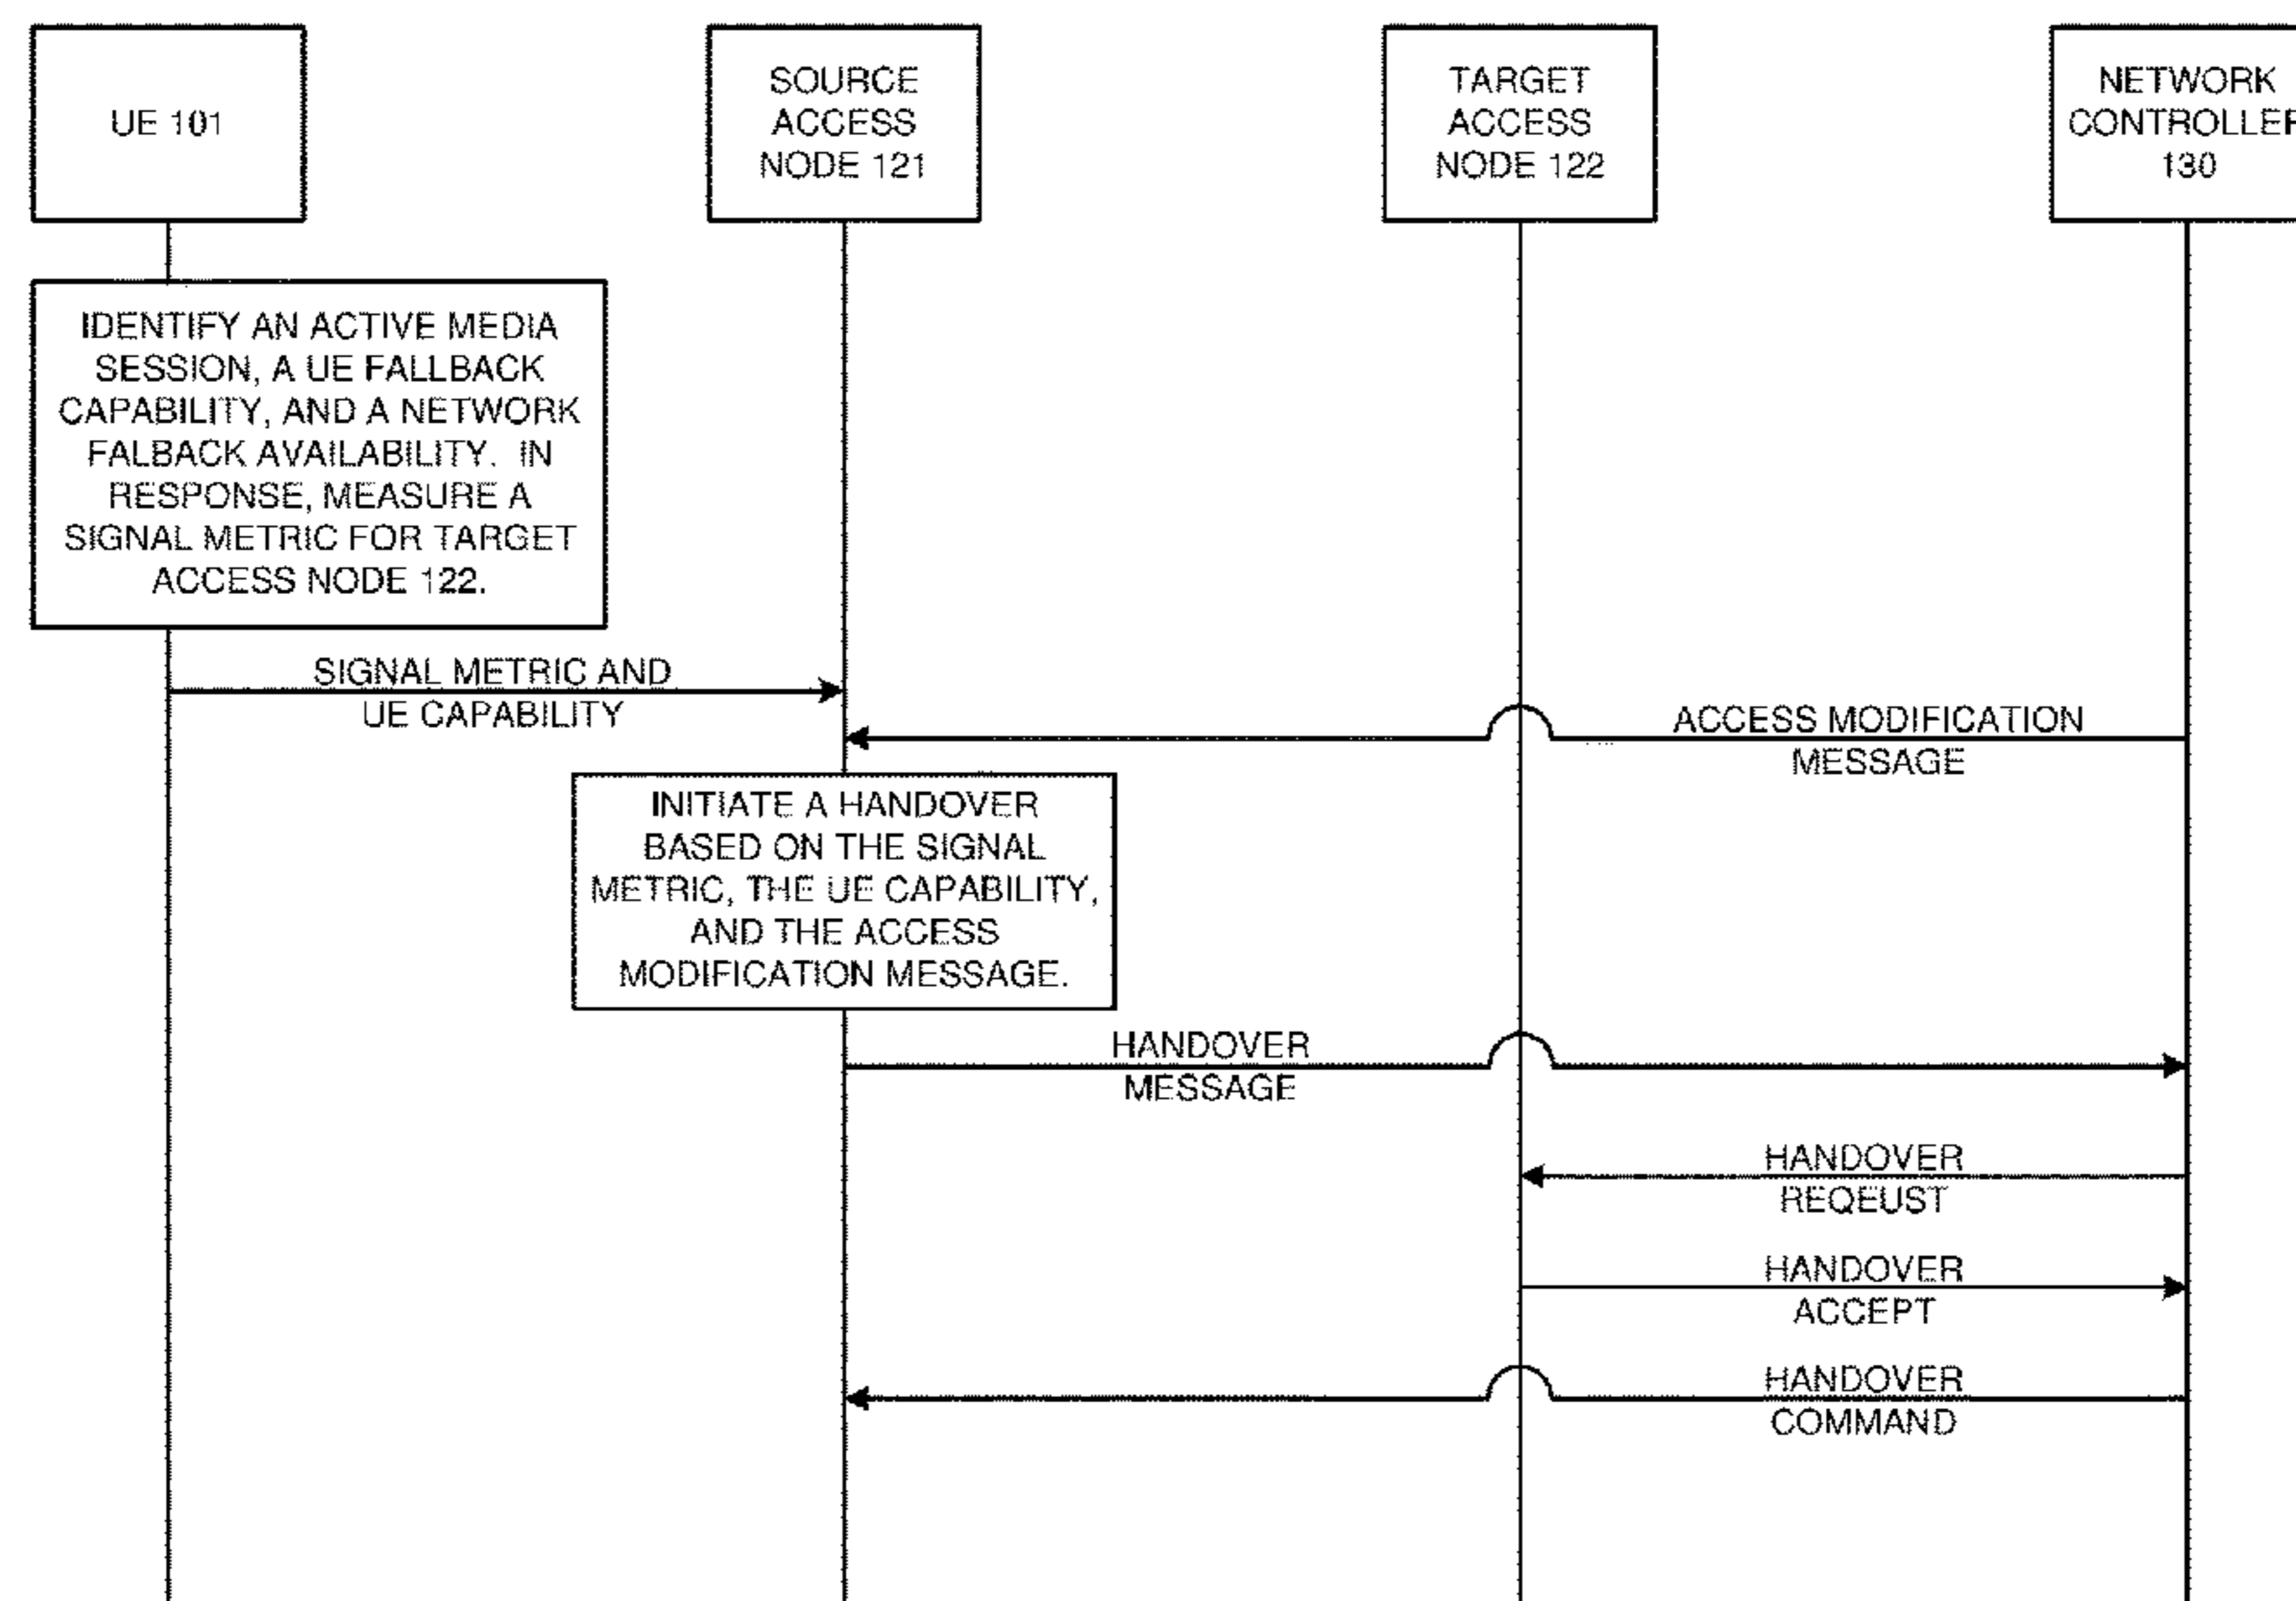 UE 101
SOURCE
ACCESS
NODE 121
TARGET
ACCESS
NODE 122
NETWORK
CONTROLLER
130
IDENTIFY AN ACTIVE MEDIA
SESSION, A UE FALLBACK
CAPABILITY, AND A NETWORK
FALBACK AVAILABILITY. IN
RESPONSE, MEASURE A
SIGNAL METRIC FOR TARGET
ACCESS NODE 122.
SIGNAL METRIC AND
UE CAPABILITY
ACCESS MODIFICATION
MESSAGE
INITIATE A HANDOVER
BASED ON THE SIGNAL
METRIC, THE UE CAPABILITY,
AND THE ACCESS
MODIFICATION MESSAGE.
HANDOVER
MESSAGE
HANDOVER
REQEUST
HANDOVER
ACCEPT
HANDOVER
COMMAND